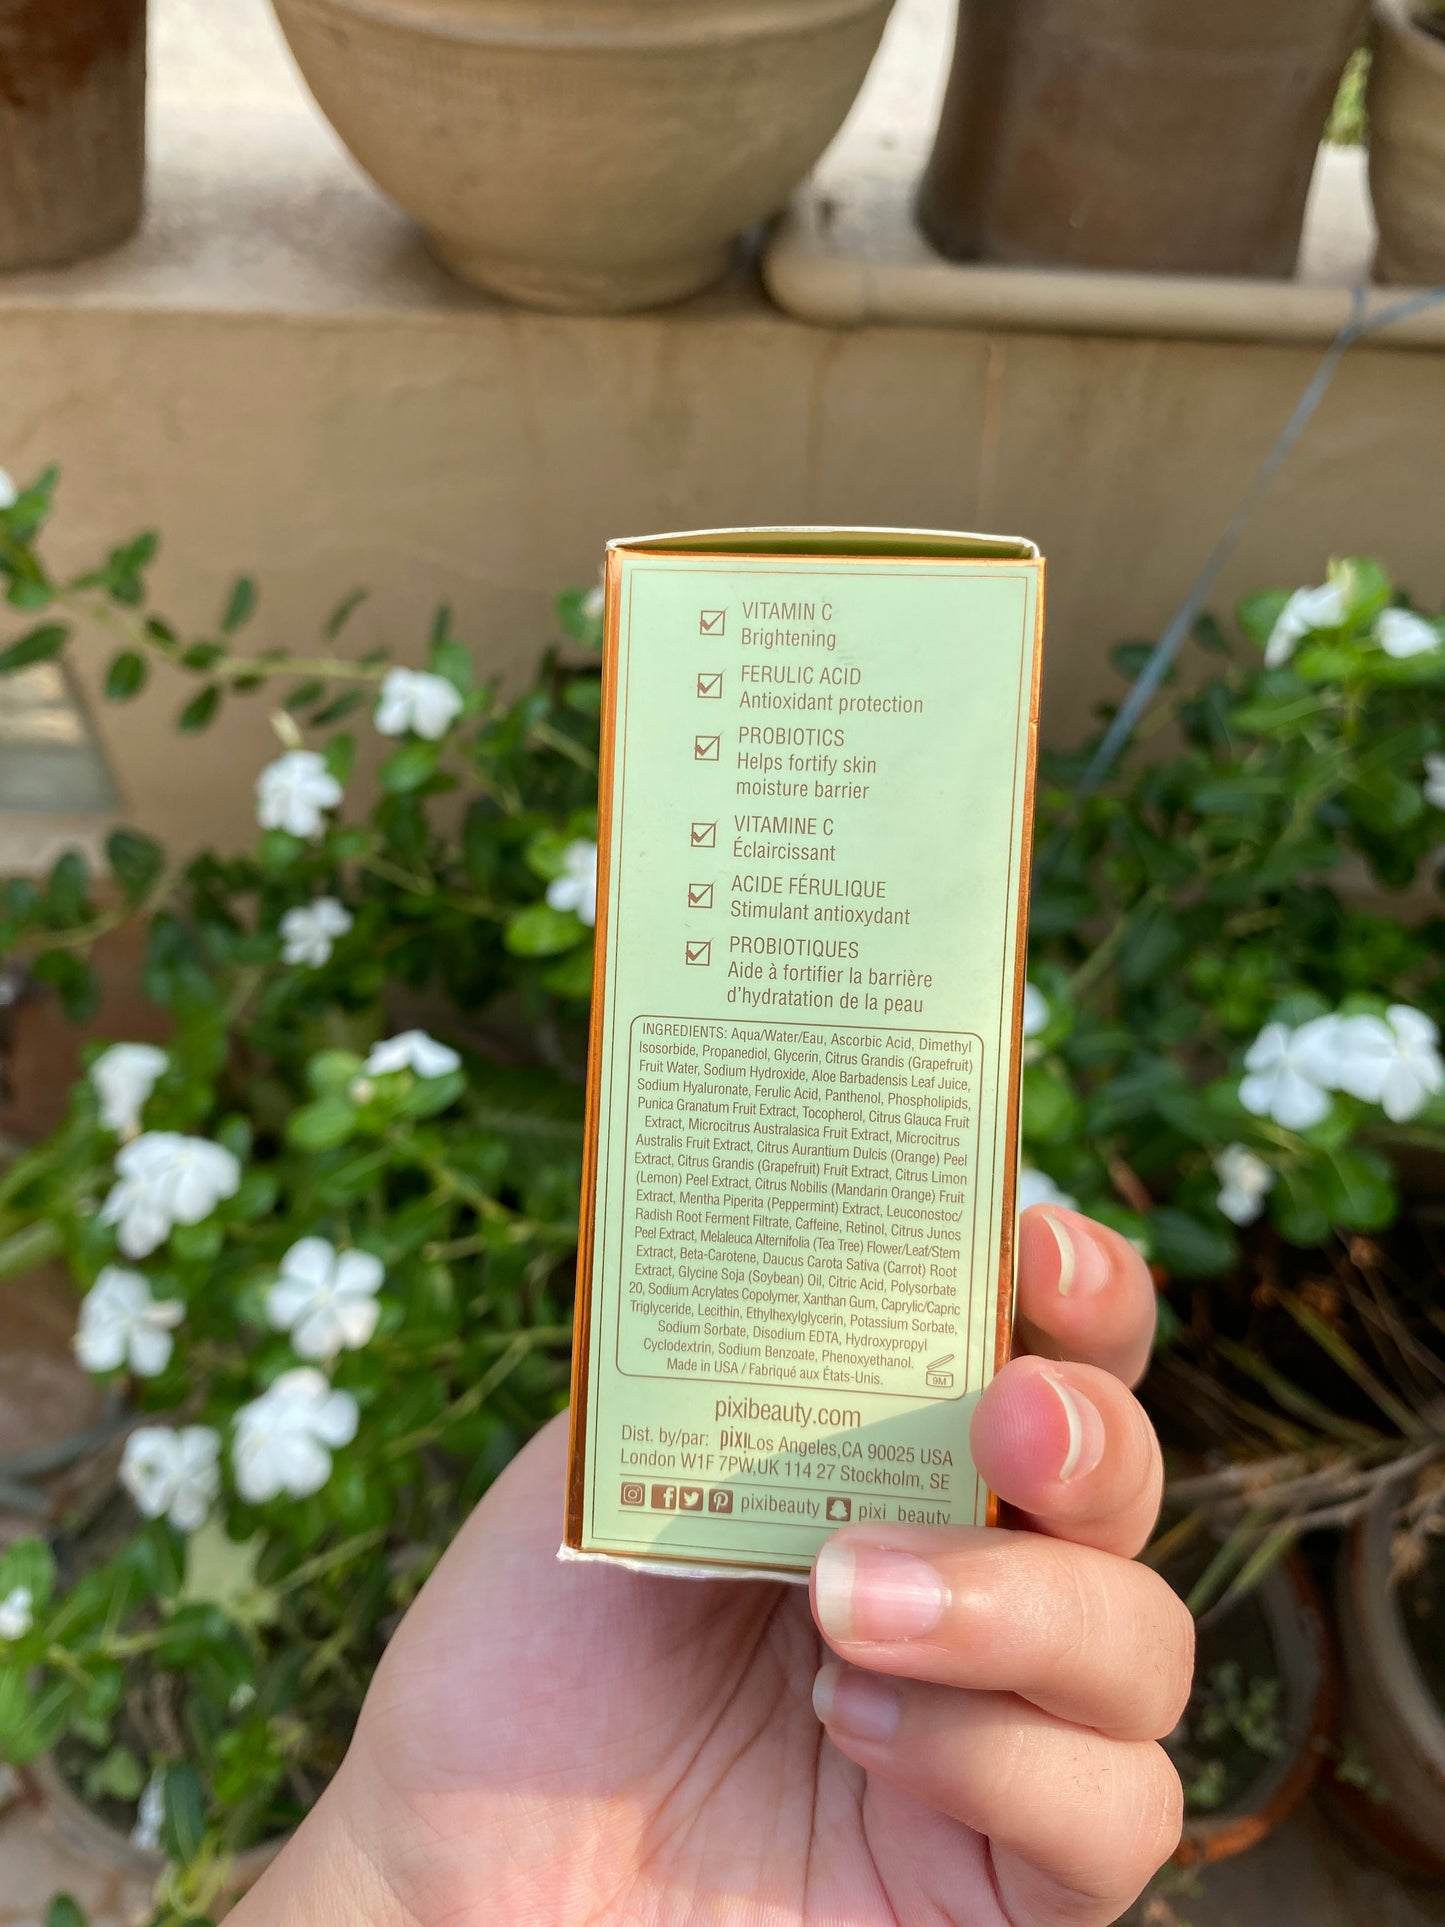 VITAMIN C
Brightening
FERULIC ACID
Antioxidant protection
PROBIOTICS
Helps fortify skin
moisture barrier
VITAMINE C
Éclaircissant
ACIDE FÉRULIQUE
Stimulant antioxydant
PROBIOTIQUES
Aide à fortifier la barrière
d'hydratation de la peau
INGREDIENTS: Aqua/Water/Eau, Ascorbic Acid, Dimethyl
Isosorbide, Propanediol, Glycerin, Citrus Grandis (Grapefruit)
Fruit Water, Sodium Hydroxide, Aloe Barbadensis Leaf Juice,
Sodium Hyaluronate, Ferulic Acid, Panthenol, Phospholipids,
Punica Granatum Fruit Extract, Tocopherol, Citrus Glauca Fruit
Extract, Microcitrus Australasica Fruit Extract, Microcitrus
Australis Fruit Extract, Citrus Aurantium Dulcis (Orange) Peel
Extract, Citrus Grandis (Grapefruit) Fruit Extract, Citrus Limon
(Lemon) Peel Extract, Citrus Nobilis (Mandarin Orange) Fruit
Extract, Mentha Piperita (Peppermint) Extract, Leuconostoc/
Radish Root Ferment Filtrate, Caffeine, Retinol, Citrus Junos
Peel Extract, Melaleuca Alternifolia (Tea Tree) Flower/Leaf/Stem
Extract, Beta-Carotene, Daucus Carota Sativa (Carrot) Root
Extract, Glycine Soja (Soybean) Oil, Citric Acid, Polysorbate
20, Sodium Acrylates Copolymer, Xanthan Gum, Caprylic/Capric
Triglyceride, Lecithin, Ethylhexylglycerin, Potassium Sorbate,
Sodium Sorbate, Disodium EDTA, Hydroxypropyl
Cyclodextrin, Sodium Benzoate, Phenoxyethanol.
Made in USA / Fabriqué aux États-Unis.
9M
pixibeauty.com
Dist. by/par: pixi Los Angeles,CA 90025 USA
London W1F 7PW,UK 114 27 Stockholm, SE
pixibeauty pixi_beauty